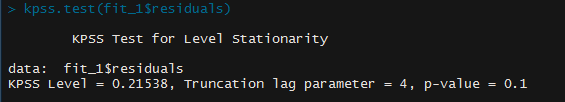 > kpss.test(fit_1$residuals)
KPSS Test for Level Stationarity
data:  fit_1$residuals
KPSS Level = 0.21538, Truncation lag parameter = 4, p-value = 0.1